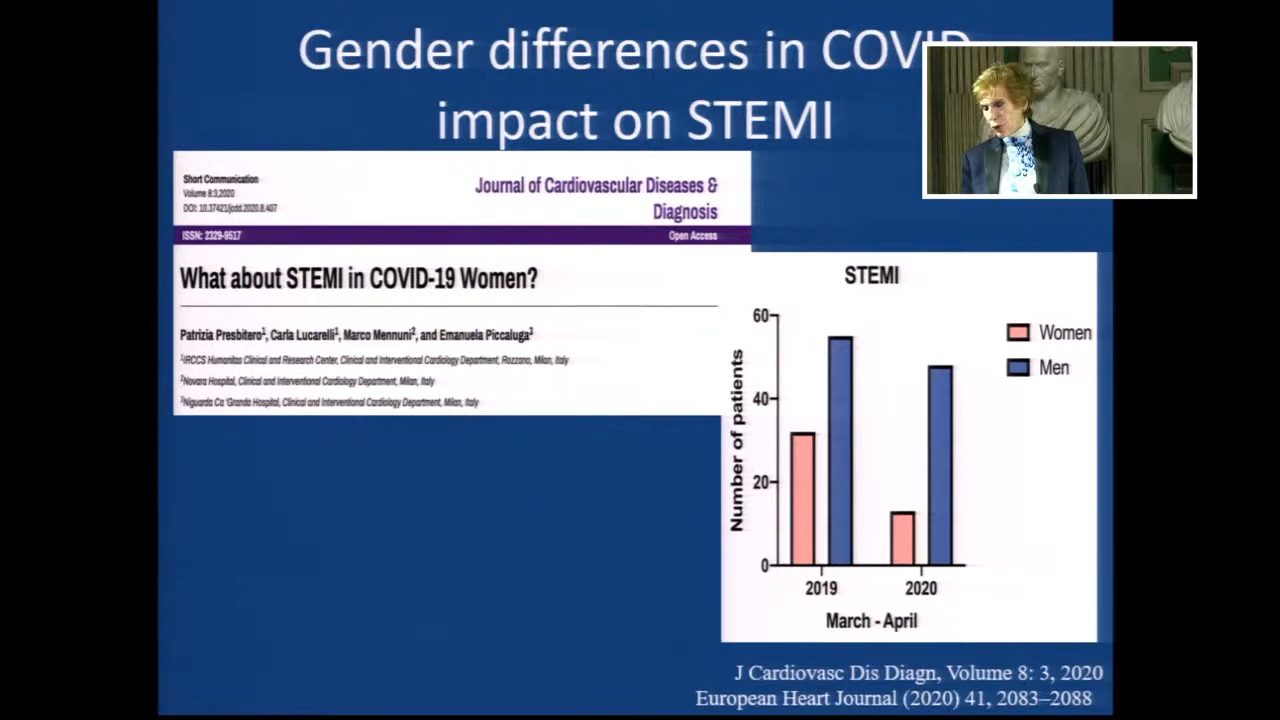 Gender differences in COVID
impact on STEMI
Short Communication
Volume 8:3,2020
DOI: 10.37421/jcdd.2020.8.407
Journal of Cardiovascular Diseases &
Diagnosis
ISSN: 2329-9517
Open Access
What about STEMI in COVID-19 Women?
Patrizia Presbitero1, Carla Lucarelli1, Marco Mennuni2, and Emanuela Piccaluga3
1IRCCS Humanitas Clinical and Research Center, Clinical and Interventional Cardiology Department, Rozzano, Milan, Italy
2Novara Hospital, Clinical and Interventional Cardiology Department, Milan, Italy
3Niguarda Ca 'Granda Hospital, Clinical and Interventional Cardiology Department, Milan, Italy
STEMI
Number of patients
60
40
20
0
Women
Men
2019 2020
March - April
J Cardiovasc Dis Diagn, Volume 8: 3, 2020
European Heart Journal (2020) 41, 2083–2088